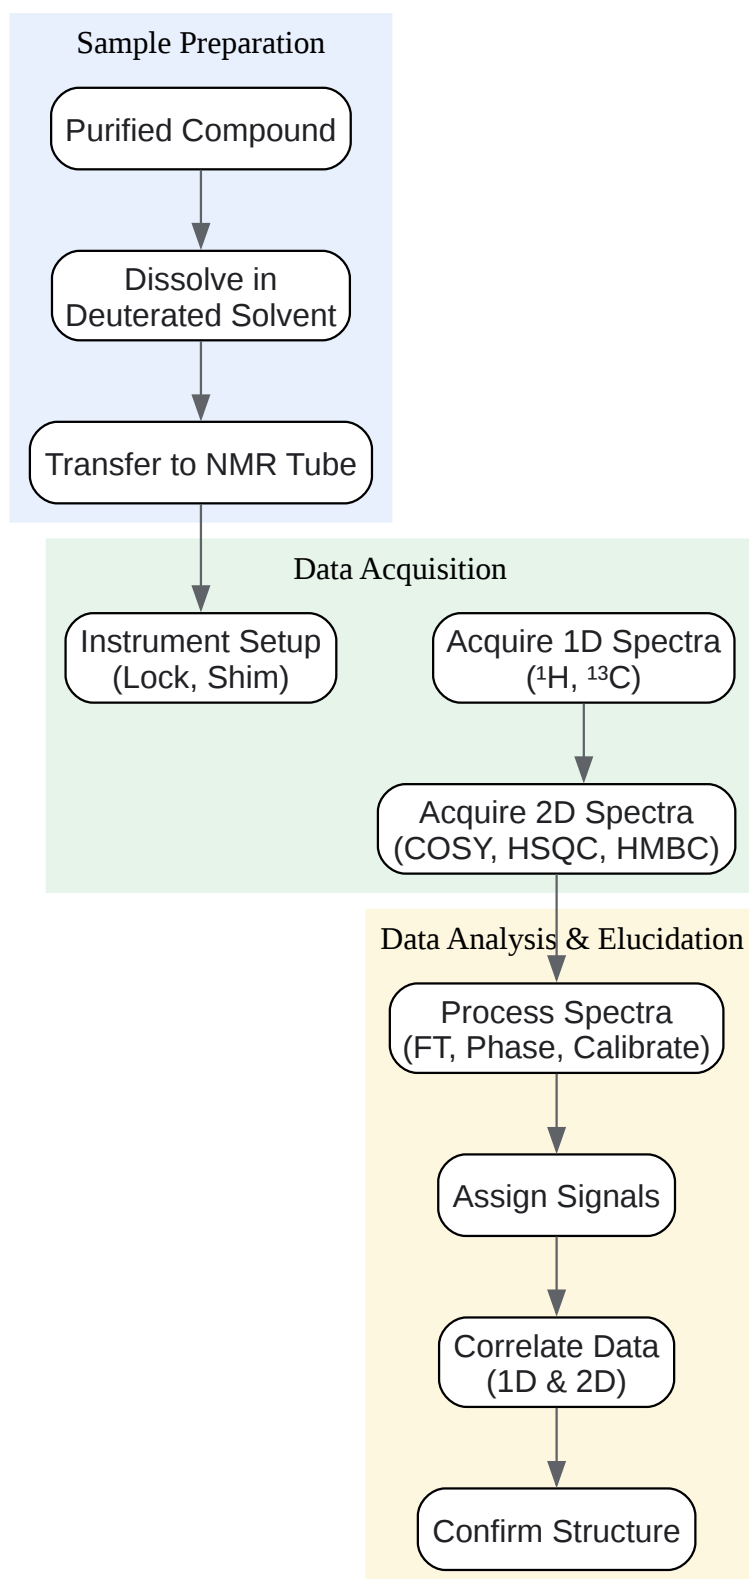 Sample Preparation
Purified Compound
Dissolve in
Deuterated Solvent
Transfer to NMR Tube
Data Acquisition
Instrument Setup
(Lock, Shim)
Acquire 1D Spectra
(¹H, ¹³C)
Acquire 2D Spectra
(COSY, HSQC, HMBC)
Data Analysis & Elucidation
Process Spectra
(FT, Phase, Calibrate)
Assign Signals
Correlate Data
(1D & 2D)
Confirm Structure